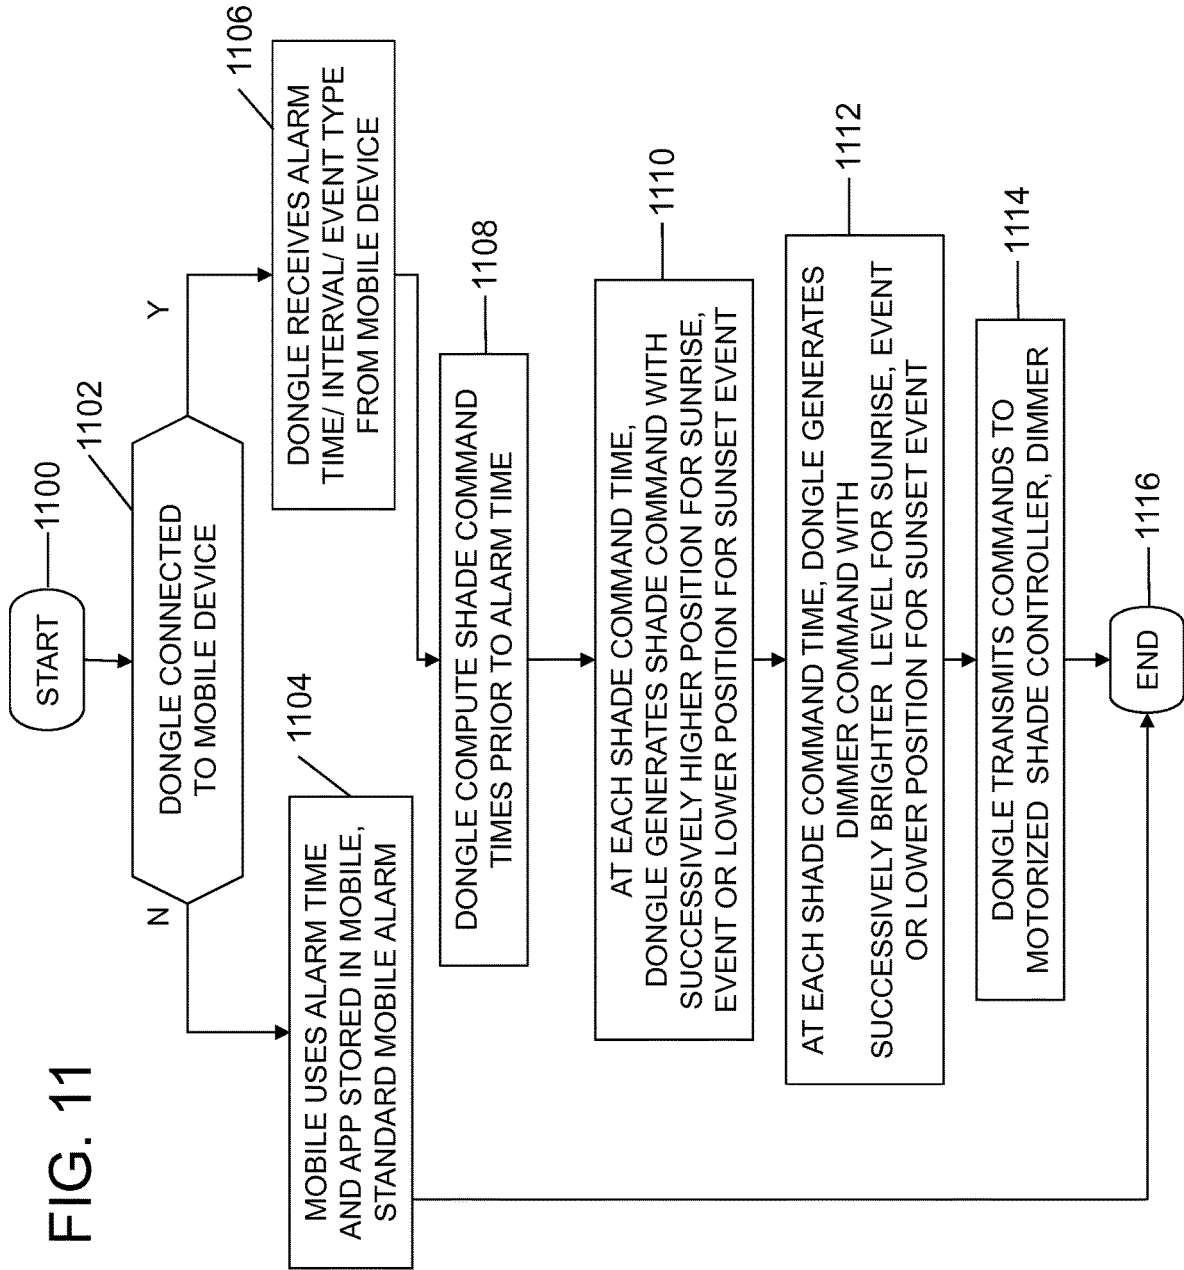 FIG. 11
START
1100
DONGLE CONNECTED
TO MOBILE DEVICE
1102
N
Y
MOBILE USES ALARM TIME
AND APP STORED IN MOBILE,
STANDARD MOBILE ALARM
1104
DONGLE RECEIVES ALARM
TIME/ INTERVAL/ EVENT TYPE
FROM MOBILE DEVICE
1106
DONGLE COMPUTE SHADE COMMAND
TIMES PRIOR TO ALARM TIME
1108
AT EACH SHADE COMMAND TIME,
DONGLE GENERATES SHADE COMMAND WITH
SUCCESSIVELY HIGHER POSITION FOR SUNRISE,
EVENT OR LOWER POSITION FOR SUNSET EVENT
1110
AT EACH SHADE COMMAND TIME, DONGLE GENERATES
DIMMER COMMAND WITH
SUCCESSIVELY BRIGHTER LEVEL FOR SUNRISE, EVENT
OR LOWER POSITION FOR SUNSET EVENT
1112
DONGLE TRANSMITS COMMANDS TO
MOTORIZED SHADE CONTROLLER, DIMMER
1114
END
1116